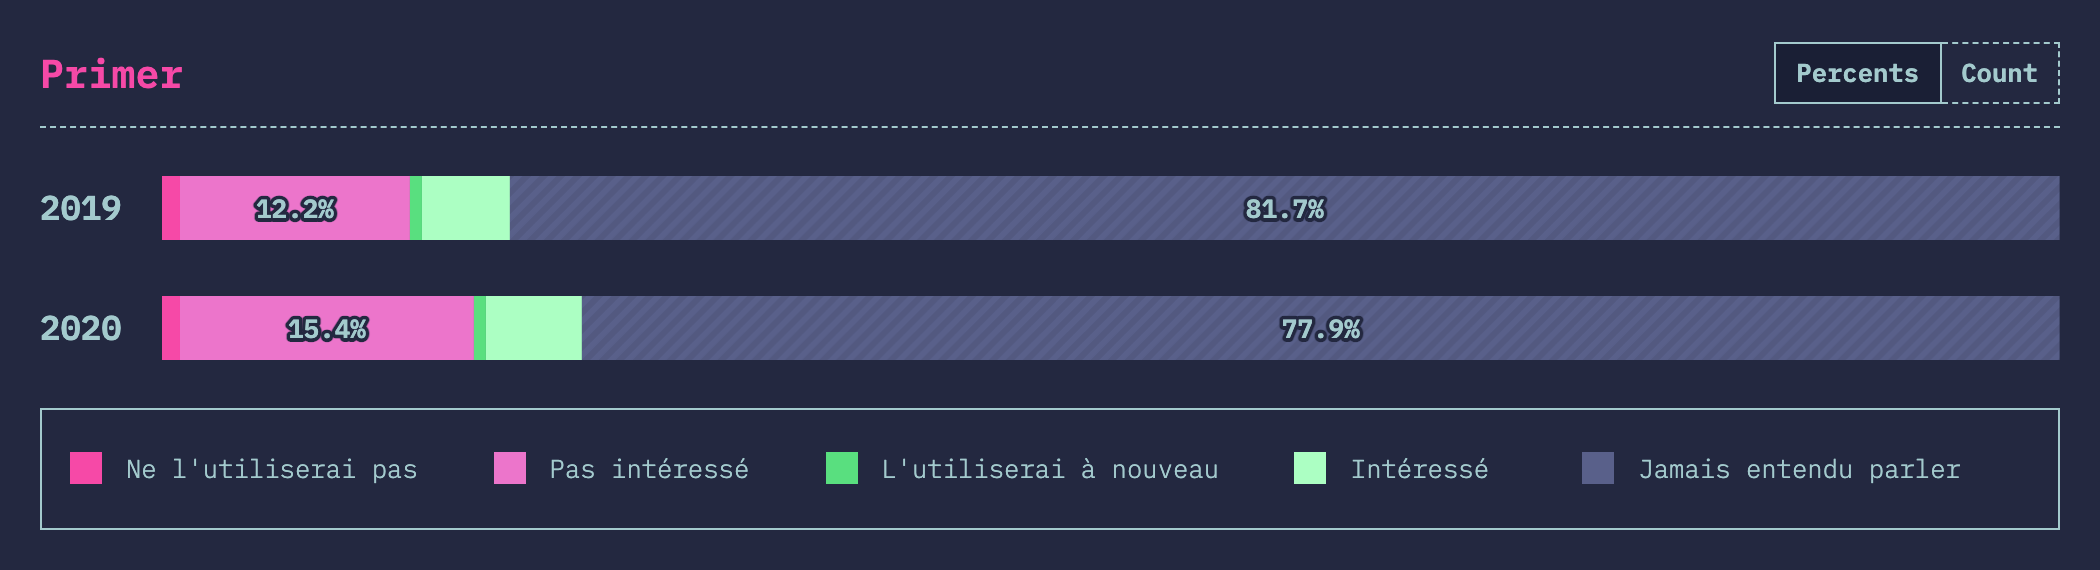 Primer
Percents Count
2019 12.2% 81.7%
2020 15.4% 77.9%
Ne l'utiliserai pas Pas intéressé L'utiliserai à nouveau Intéressé Jamais entendu parler